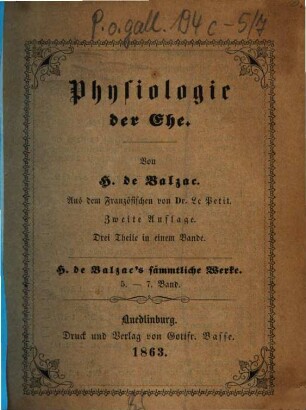 P.o.gall. 194 c-5/7
Physiologie
der Ehe.
Von
H. de Balzac.
Aus dem Französischen von Dr. Le Petit.
Zweite Auflage.
Drei Theile in einem Bande.
H. de Balzac's sämmtliche Werke.
5. — 7. Band.
Quedlinburg.
Druck und Verlag von Gottfr. Basse.
1863.